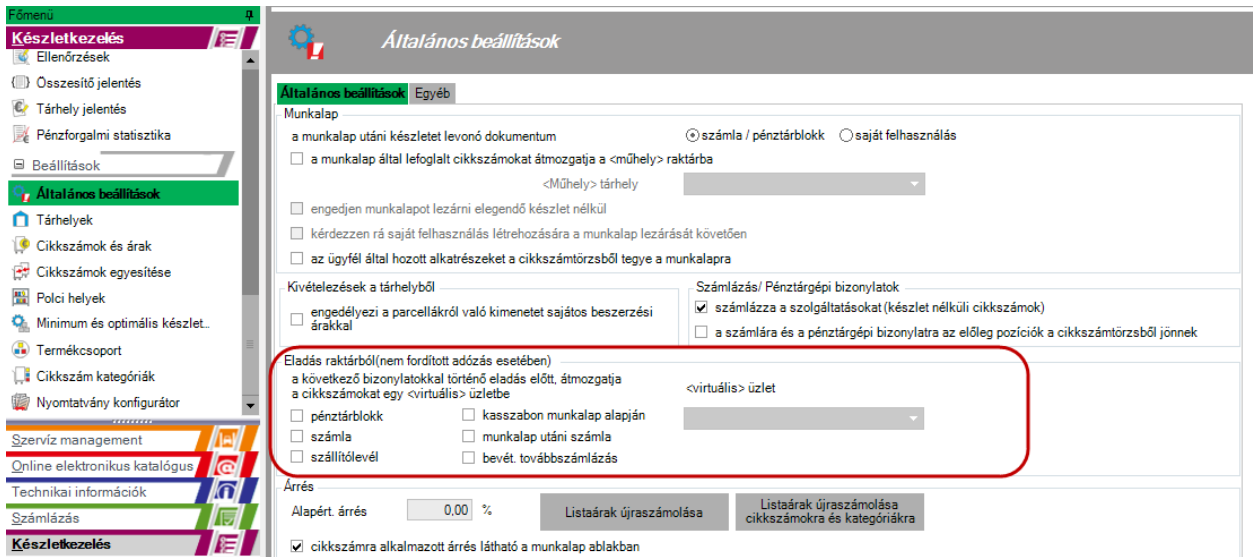 Főmenü
Készletkezelés
Ellenőrzések
Összesítő jelentés
Tárhely jelentés
Pénzforgalmi statisztika
Beállítások
Általános beállítások
Tárhelyek
Cikkszámok és árak
Cikkszámok egyesítése
Polci helyek
Minimum és optimális készlet..
Termékcsoport
Cikkszám kategóriák
Nyomtatvány konfigurátor
Szervíz management
Online elektronikus katalógus
Technikai információk
Számlázás
Készletkezelés
Általános beállítások
Általános beállítások Egyéb
Munkalap
a munkalap utáni készletet levonó dokumentum számla / pénztárblokk saját felhasználás
a munkalap által lefoglalt cikkszámokat átmozgatja a <műhely> raktárba
<Műhely> tárhely
engedjen munkalapot lezárni elegendő készlet nélkül
kérdezzen rá saját felhasználás létrehozására a munkalap lezárását követően
az ügyfél által hozott alkatrészeket a cikkszámtörzsből tegye a munkalapra
Kivételezések a tárhelyből
engedélyezi a parcellákról való kimenetet sajátos beszerzési
árakkal
Számlázás/ Pénztárgépi bizonylatok
számlázza a szolgáltatásokat (készlet nélküli cikkszámok)
a számlára és a pénztárgépi bizonylatra az előleg pozíciók a cikkszámtörzsből jönnek
Eladás raktárból(nem fordított adózás esetében)
a következő bizonylatokkal történő eladás előtt, átmozgatja
a cikkszámokat egy <virtuális> üzletbe
<virtuális> üzlet
pénztárblokk kasszabon munkalap alapján
számla munkalap utáni számla
szállítólevél bevét. továbbszámlázás
Árrés
Alapért. árrés 0,00 % Listaárak újraszámolása
Listaárak újraszámolása
cikkszámokra és kategóriákra
cikkszámra alkalmazott árrés látható a munkalap ablakban